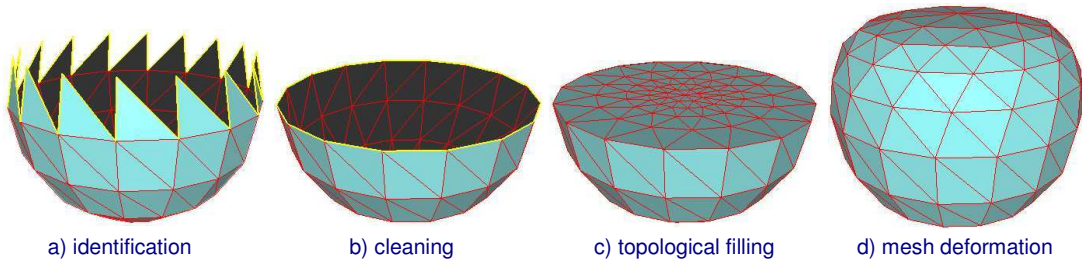 a) identification
b) cleaning
c) topological filling
d) mesh deformation